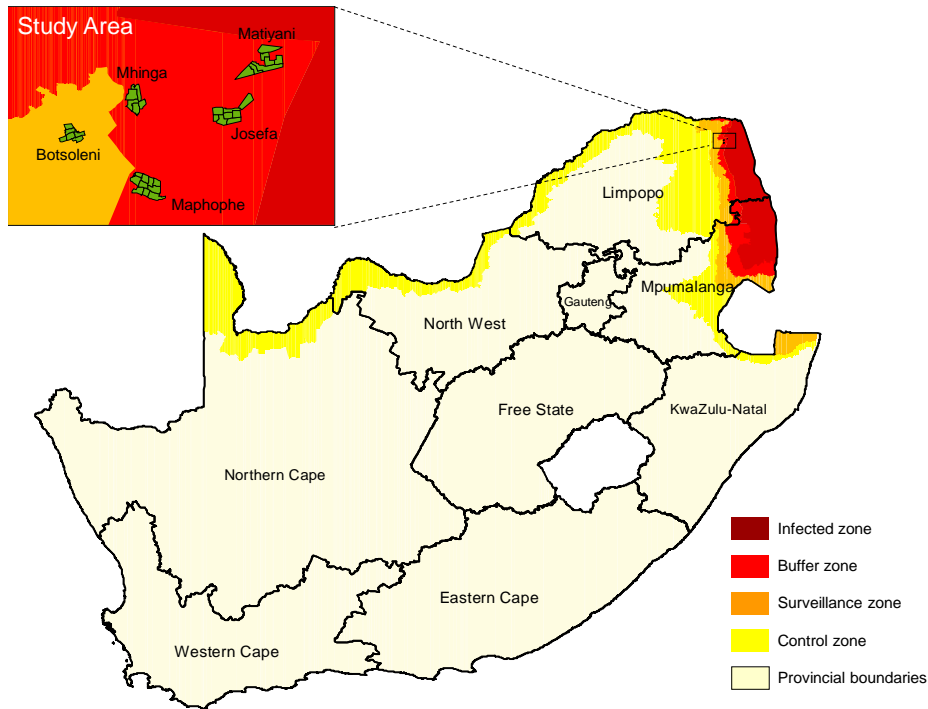 Study Area
Matiyani
Mhinga
Josefa
Botsoleni
Maphophe
Limpopo
Mpumalanga
Gauteng
North West
Free State
KwaZulu-Natal
Northern Cape
Eastern Cape
Western Cape
Infected zone
Buffer zone
Surveillance zone
Control zone
Provincial boundaries